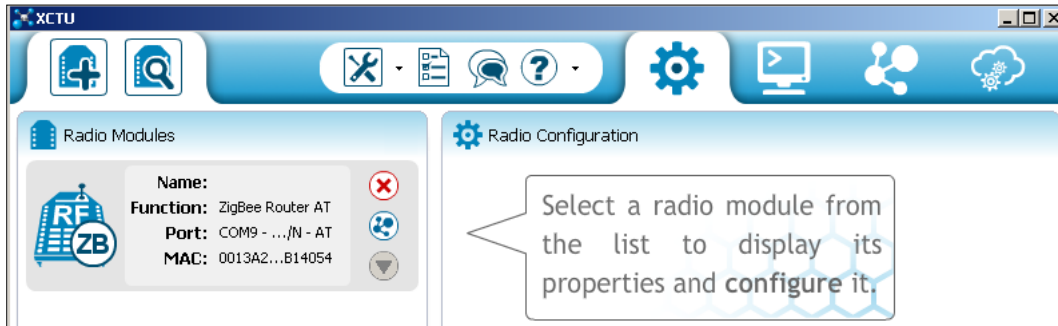 XCTU
Radio Modules
Name:
Function: ZigBee Router AT
Port: COM9 - .../N - AT
MAC: 0013A2...B14054
RF
ZB
Radio Configuration
Select a radio module from
the list to display its
properties and configure it.